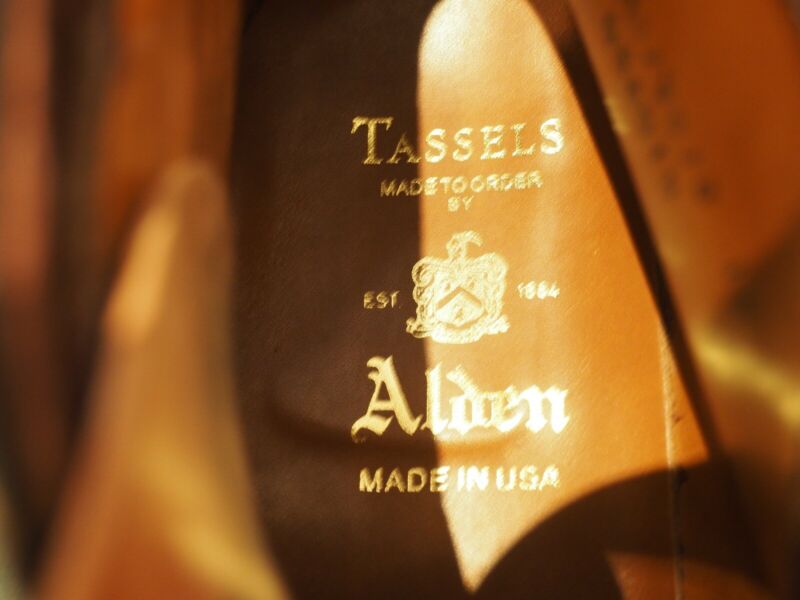 TASSELS
MADE TO ORDER
BY
EST. 1884
Alden
MADE IN USA